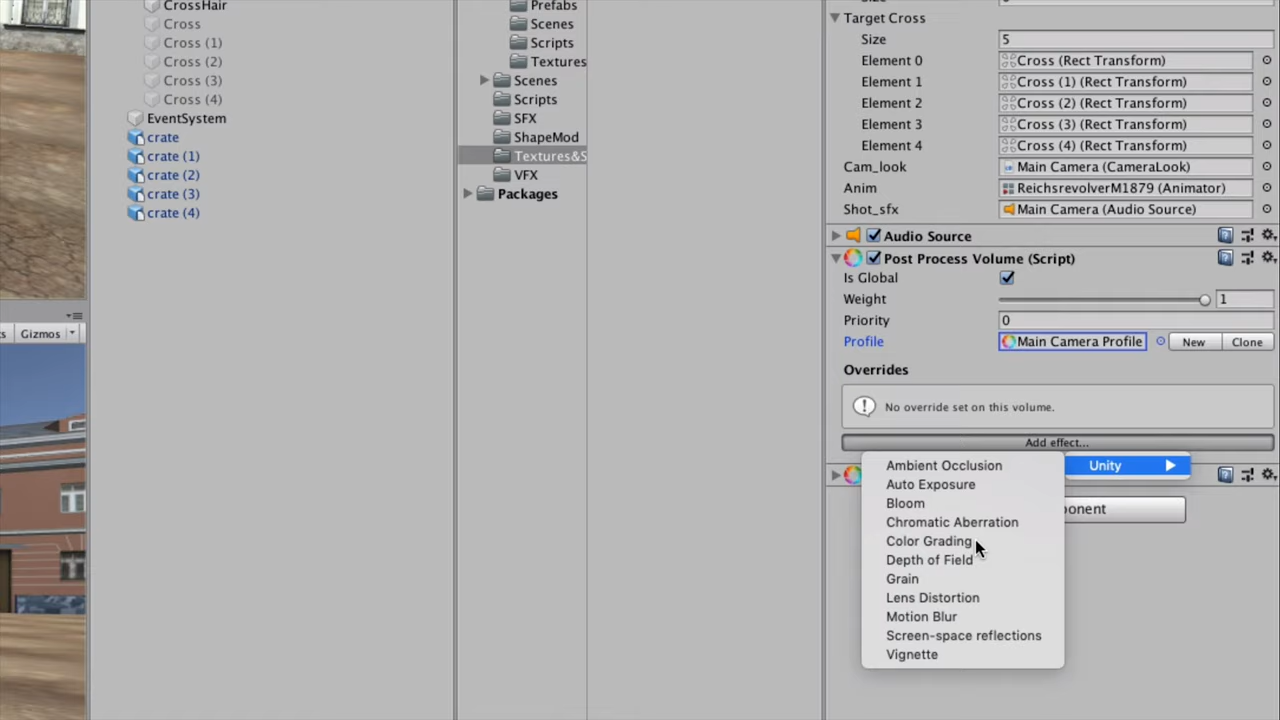 Gizmos
CrossHair
Cross
Cross (1)
Cross (2)
Cross (3)
Cross (4)
EventSystem
crate
crate (1)
crate (2)
crate (3)
crate (4)
Prefabs
Scenes
Scripts
Textures
Scenes
Scripts
SFX
ShapeMod
Textures&S
VFX
Packages
Target Cross
Size 5
Element 0 Cross (Rect Transform)
Element 1 Cross (1) (Rect Transform)
Element 2 Cross (2) (Rect Transform)
Element 3 Cross (3) (Rect Transform)
Element 4 Cross (4) (Rect Transform)
Cam_look Main Camera (CameraLook)
Anim ReichsrevolverM1879 (Animator)
Shot_sfx Main Camera (Audio Source)
Audio Source
Post Process Volume (Script)
Is Global
Weight 1
Priority 0
Profile Main Camera Profile New Clone
Overrides
No override set on this volume.
Add effect...
Unity
Ambient Occlusion
Auto Exposure
Bloom
Chromatic Aberration
Color Grading
Depth of Field
Grain
Lens Distortion
Motion Blur
Screen-space reflections
Vignette
ponent